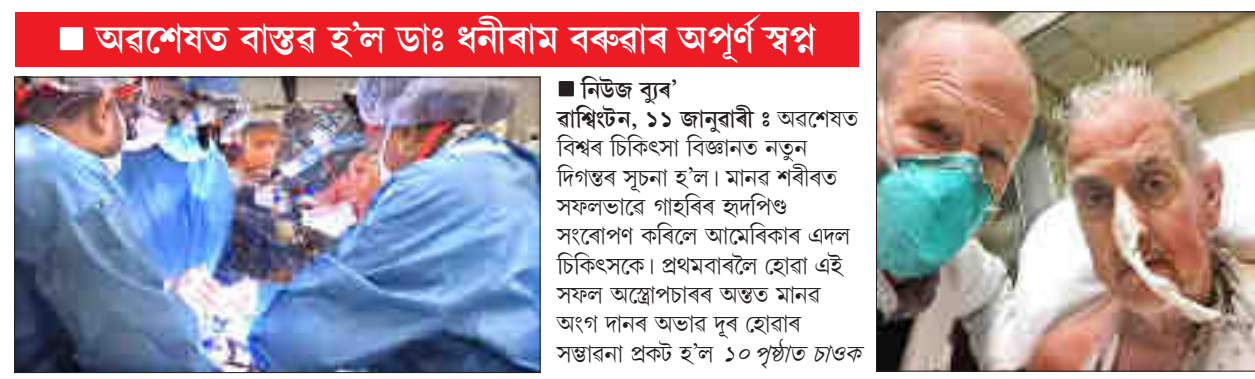 ■ অৱশেষত বাস্তৱ হ'ল ডাঃ ধনীৰাম বৰুৱাৰ অপূৰ্ণ স্বপ্ন
■ নিউজ ব্যুৰ'
ৱাশ্বিংটন, ১১ জানুৱাৰী ঃ অৱশেষত
বিশ্বৰ চিকিৎসা বিজ্ঞানত নতুন
দিগন্তৰ সূচনা হ'ল। মানৱ শৰীৰত
সফলভাৱে গাহৰিৰ হৃদপিণ্ড
সংৰোপণ কৰিলে আমেৰিকাৰ এদল
চিকিৎসকে। প্ৰথমবাৰলৈ হোৱা এই
সফল অস্ত্ৰোপচাৰৰ অন্তত মানৱ
অংগ দানৰ অভাৱ দূৰ হোৱাৰ
সম্ভাৱনা প্ৰকট হ'ল ১০ পৃষ্ঠাত চাওক